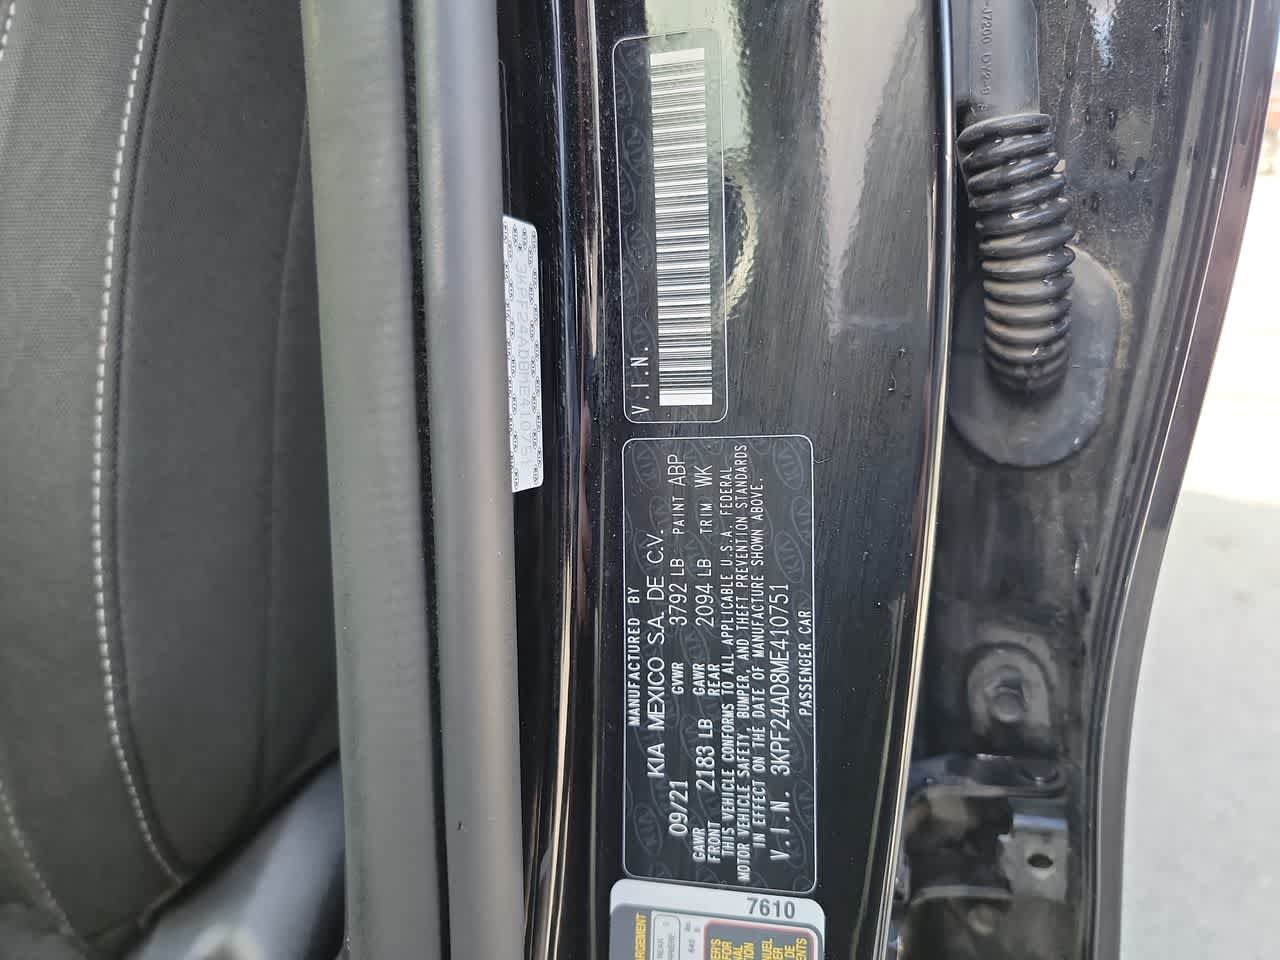 V.I.N.
3KPF24AD8ME410751
MANUFACTURED BY
KIA MEXICO S.A. DE C.V.
09/21 GVWR 3792 LB PAINT ABP
GAWR FRONT 2183 LB GAWR REAR 2094 LB TRIM WK
THIS VEHICLE CONFORMS TO ALL APPLICABLE U.S.A. FEDERAL
MOTOR VEHICLE SAFETY, BUMPER, AND THEFT PREVENTION STANDARDS
IN EFFECT ON THE DATE OF MANUFACTURE SHOWN ABOVE.
V.I.N. 3KPF24AD8ME410751
PASSENGER CAR
7610